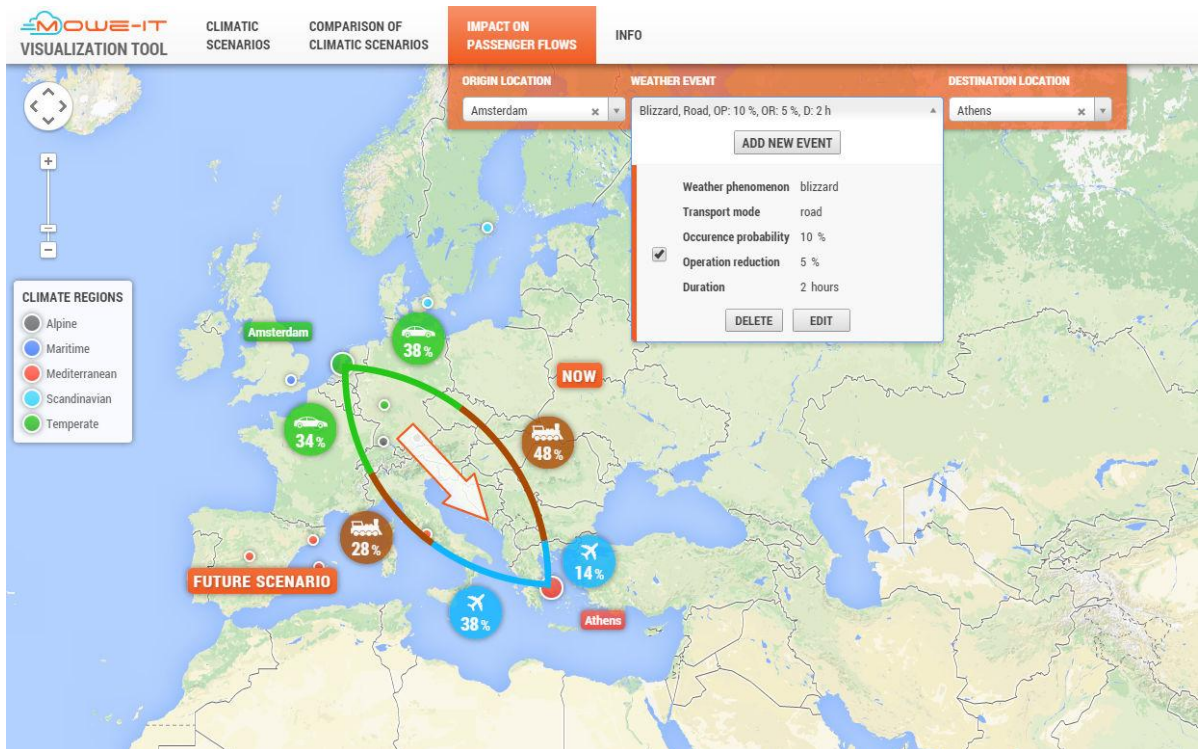 MOWE-IT
VISUALIZATION TOOL
CLIMATIC
SCENARIOS
COMPARISON OF
CLIMATIC SCENARIOS
IMPACT ON
PASSENGER FLOWS
INFO
ORIGIN LOCATION
WEATHER EVENT
DESTINATION LOCATION
Amsterdam
Blizzard, Road, OP: 10 %, OR: 5 %, D: 2 h
Athens
ADD NEW EVENT
Weather phenomenon blizzard
Transport mode road
Occurence probability 10 %
Operation reduction 5 %
Duration 2 hours
DELETE
EDIT
CLIMATE REGIONS
Alpine
Maritime
Mediterranean
Scandinavian
Temperate
Amsterdam
38 %
NOW
34 %
48 %
28 %
14 %
FUTURE SCENARIO
38 %
Athens